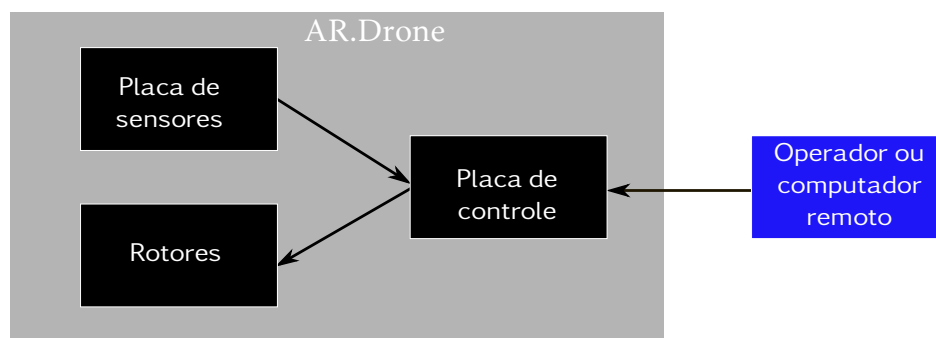 AR.Drone
Placa de
sensores
Placa de
controle
Rotores
Operador ou
computador
remoto